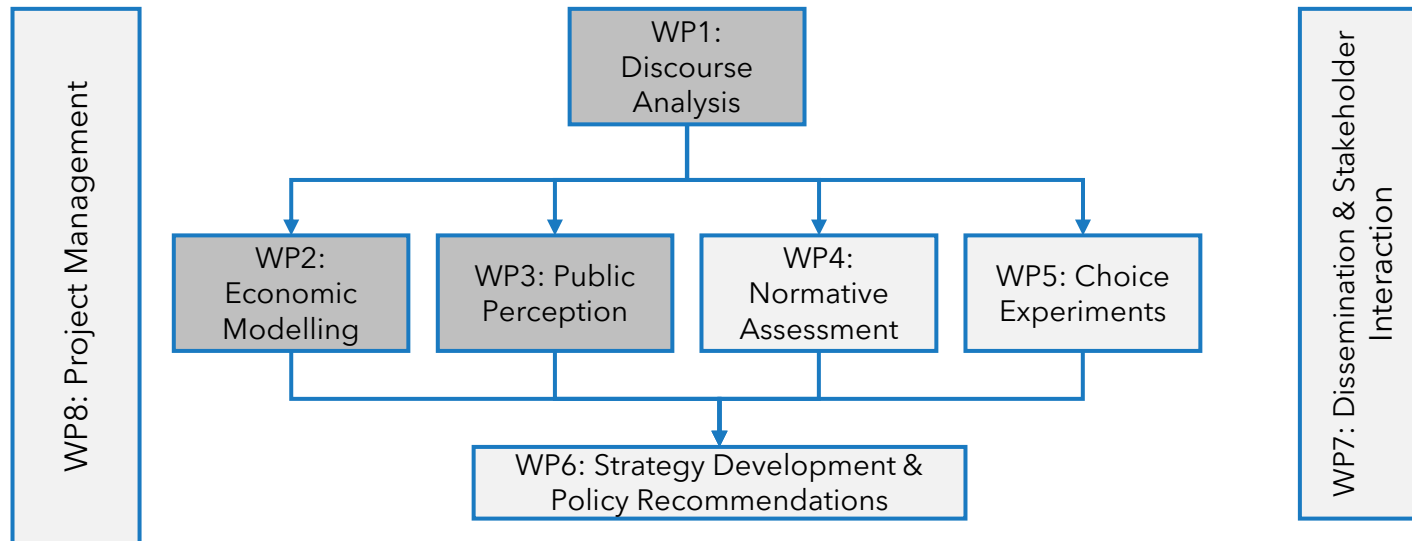 WP8: Project Management
WP1:
Discourse
Analysis
WP2:
Economic
Modelling
WP3: Public
Perception
WP4:
Normative
Assessment
WP5: Choice
Experiments
WP6: Strategy Development &
Policy Recommendations
WP7: Dissemination & Stakeholder
Interaction